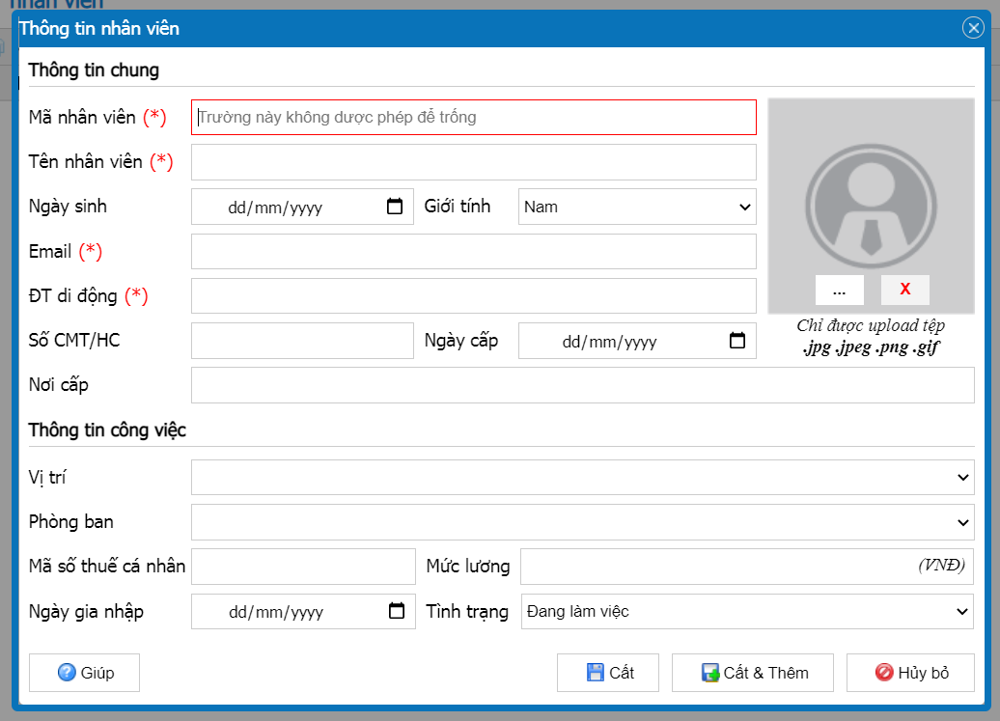 nhân viên
Thông tin nhân viên
Thông tin chung
Mã nhân viên (*) Trường này không dược phép để trống
Tên nhân viên (*)
Ngày sinh dd/mm/yyyy Giới tính Nam
Email (*)
ĐT di động (*)
... X
Số CMT/HC Ngày cấp dd/mm/yyyy
Chỉ được upload tệp
.jpg .jpeg .png .gif
Nơi cấp
Thông tin công việc
Vị trí
Phòng ban
Mã số thuế cá nhân Mức lương (VNĐ)
Ngày gia nhập dd/mm/yyyy Tình trạng Đang làm việc
Giúp Cất Cất & Thêm Hủy bỏ